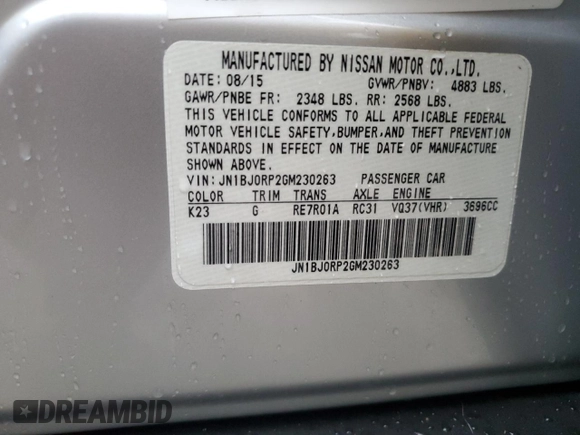 MANUFACTURED BY NISSAN MOTOR CO.,LTD.
DATE: 08/15 GVWR/PNBV: 4883 LBS.
GAWR/PNBE FR: 2348 LBS. RR: 2568 LBS.
THIS VEHICLE CONFORMS TO ALL APPLICABLE FEDERAL
MOTOR VEHICLE SAFETY,BUMPER,AND THEFT PREVENTION
STANDARDS IN EFFECT ON THE DATE OF MANUFACTURE
SHOWN ABOVE.
VIN: JN1BJ0RP2GM230263 PASSENGER CAR
COLOR TRIM TRANS AXLE ENGINE
K23 G RE7R01A RC31 VQ37(VHR) 3696CC
JN1BJ0RP2GM230263
DREAMBID